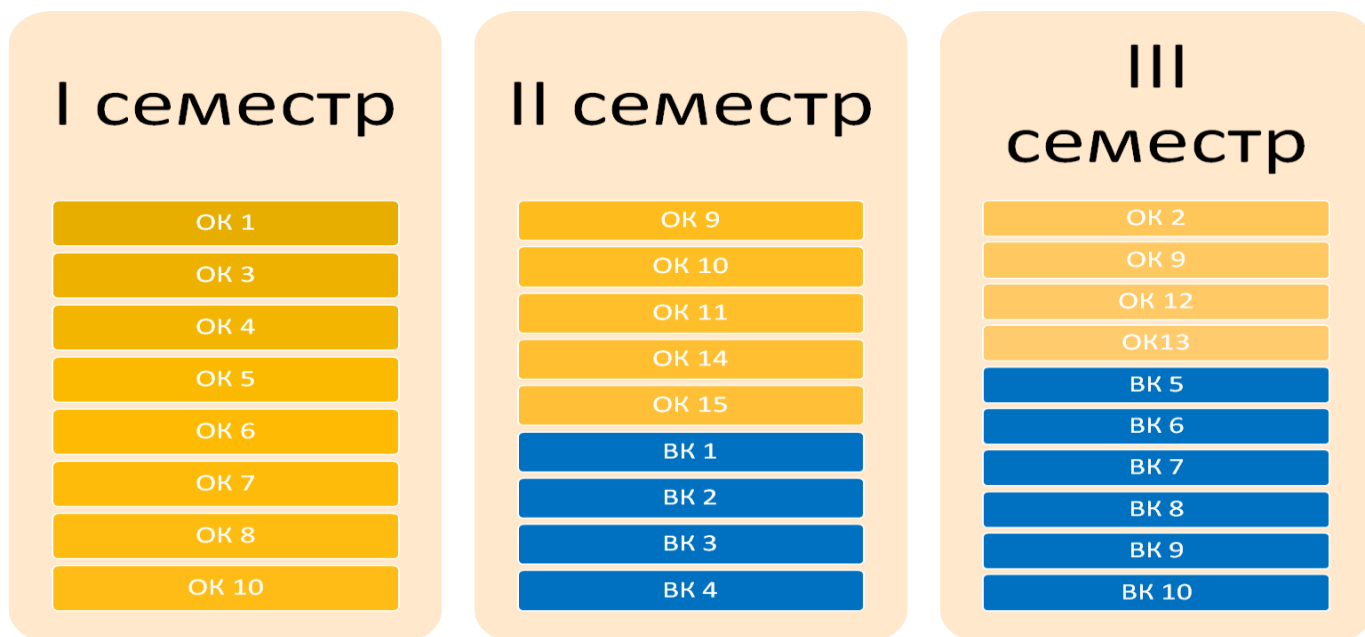 I семестр
ОК 1
ОК 3
ОК 4
ОК 5
ОК 6
ОК 7
ОК 8
ОК 10
II семестр
ОК 9
ОК 10
ОК 11
ОК 14
ОК 15
ВК 1
ВК 2
ВК 3
ВК 4
III
семестр
ОК 2
ОК 9
ОК 12
ОК13
ВК 5
ВК 6
ВК 7
ВК 8
ВК 9
ВК 10